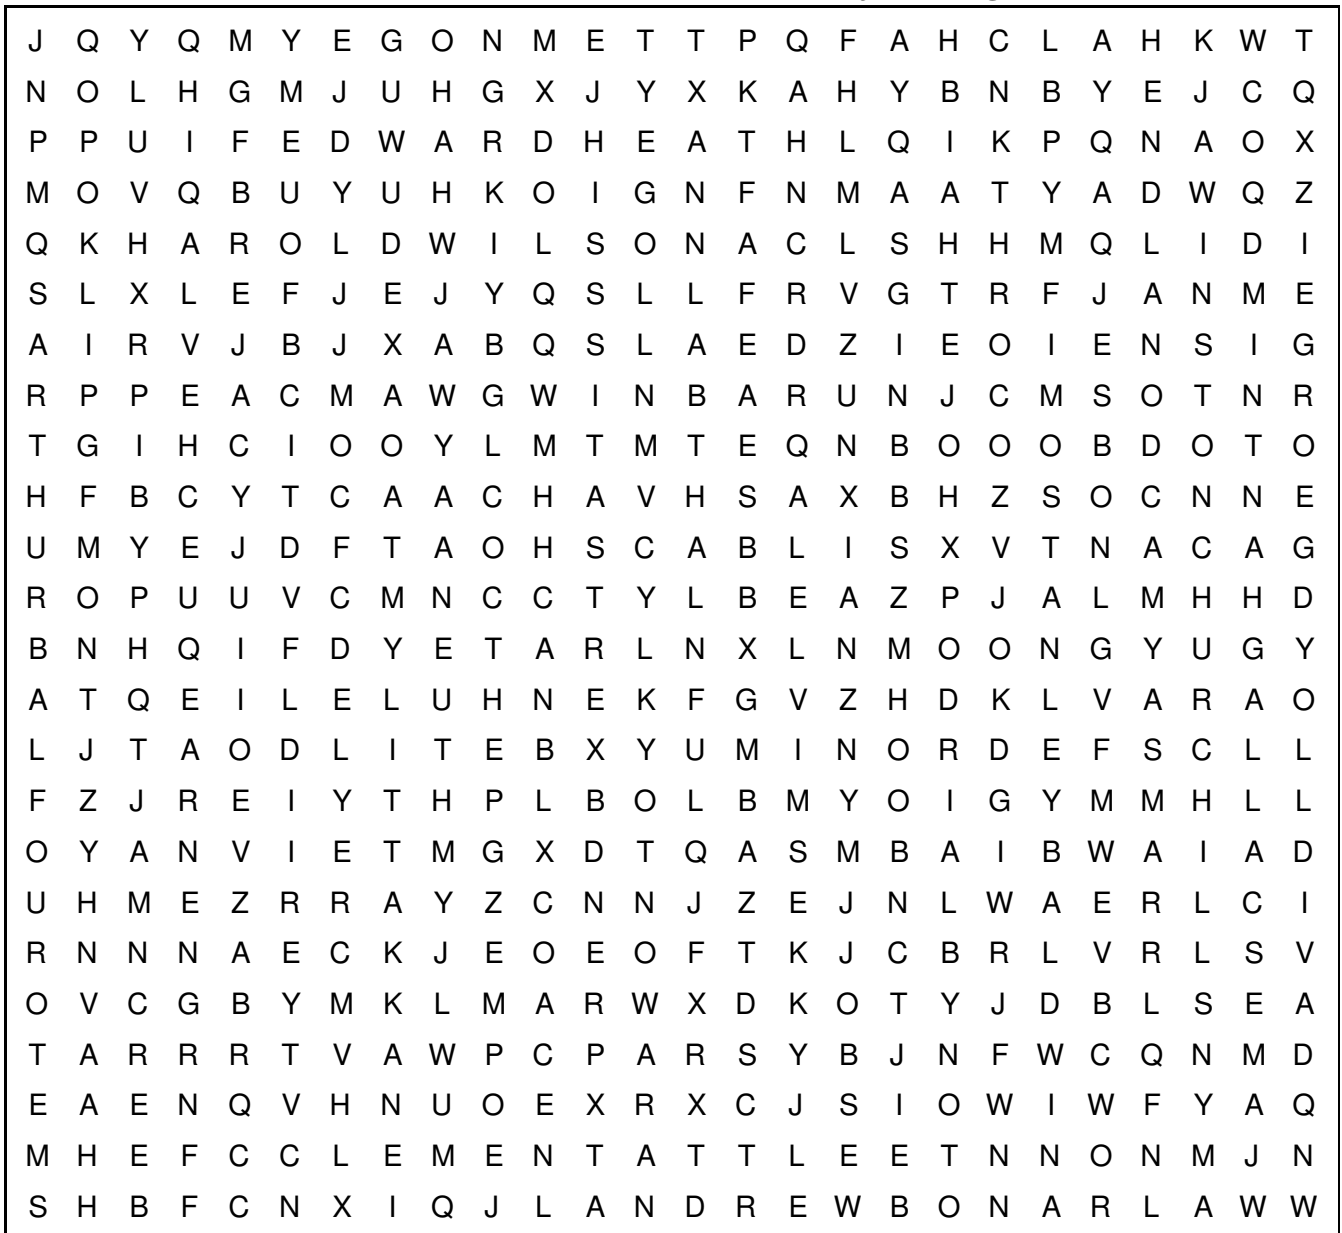 J Q Y Q M Y E G O N M E T T P Q F A H C L A H K W T
N O L H G M J U H G X J Y X K A H Y B N B Y E J C Q
P P U I F E D W A R D H E A T H L Q I K P Q N A O X
M O V Q B U Y U H K O I G N F N M A A T Y A D W Q Z
Q K H A R O L D W I L S O N A C L S H H M Q L I D I
S L X L E F J E J Y Q S L L F R V G T R F J A N M E
A I R V J B J X A B Q S L A E D Z I E O I E N S I G
R P P E A C M A W G W I N B A R U N J C M S O T N R
T G I H C I O O Y L M T M T E Q N B O O O B D O T O
H F B C Y T C A A C H A V H S A X B H Z S O C N N E
U M Y E J D F T A O H S C A B L I S X V T N A C A G
R O P U U V C M N C C T Y L B E A Z P J A L M H H D
B N H Q I F D Y E T A R L N X L N M O O N G Y U G Y
A T Q E I L E L U H N E K F G V Z H D K L V A R A O
L J T A O D L I T E B X Y U M I N O R D E F S C L L
F Z J R E I Y T H P L B O L B M Y O I G Y M M H L L
O Y A N V I E T M G X D T Q A S M B A I B W A I A D
U H M E Z R R A Y Z C N N J Z E J N L W A E R L C I
R N N N A E C K J E O E O F T K J C B R L V R L S V
O V C G B Y M K L M A R W X D K O T Y J D B L S E A
T A R R R T V A W P C P A R S Y B J N F W C Q N M D
E A E N Q V H N U O E X R X C J S I O W I W F Y A Q
M H E F C C L E M E N T A T T L E E T N N O N M J N
S H B F C N X I Q J L A N D R E W B O N A R L A W W